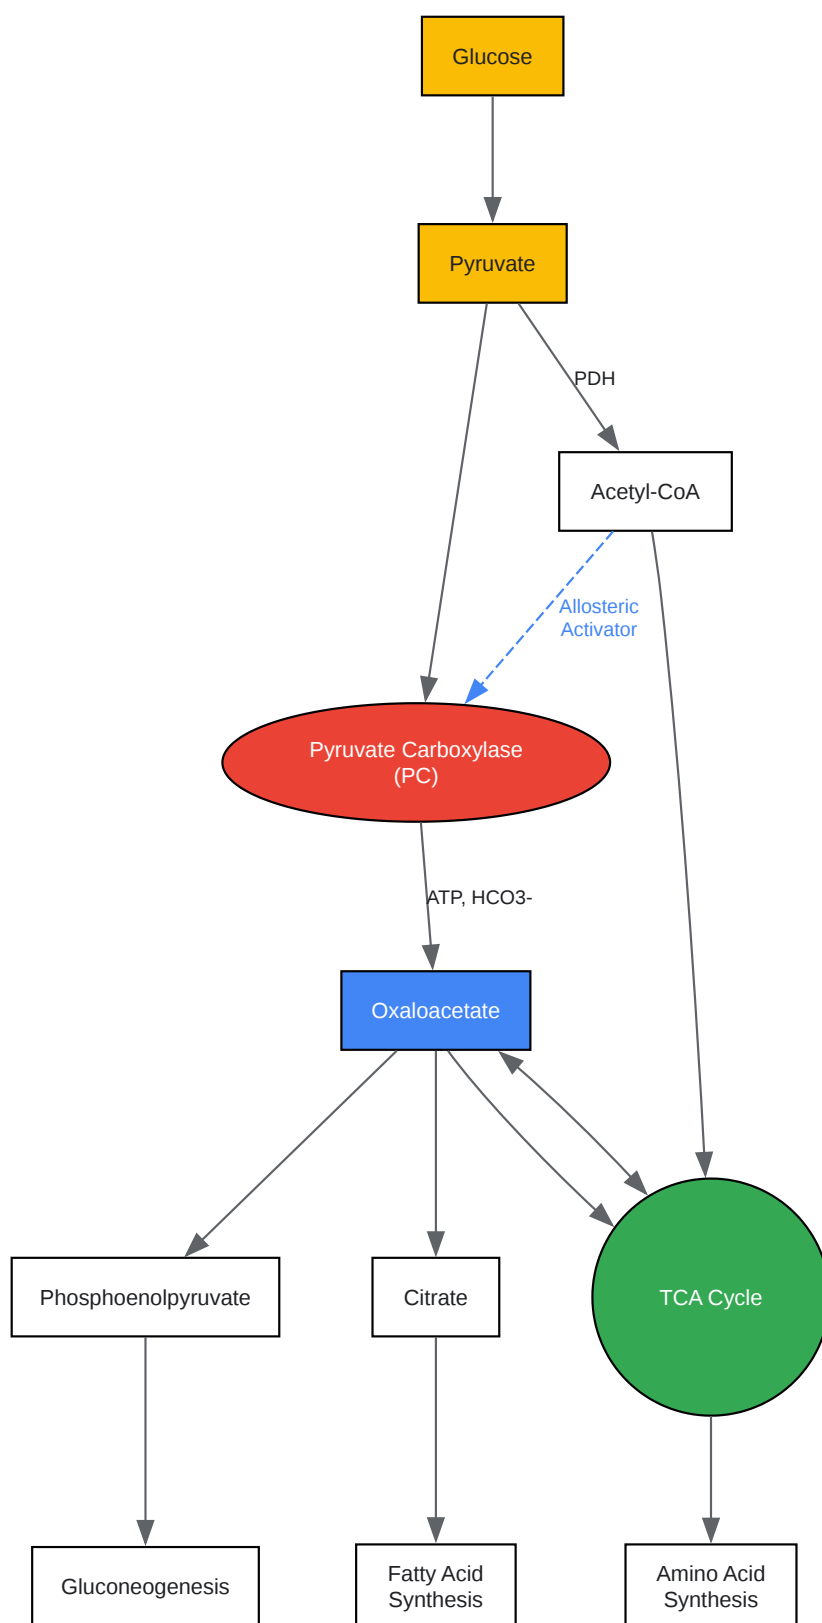 Glucose
Pyruvate
PDH
Acetyl-CoA
Allosteric
Activator
Pyruvate Carboxylase
(PC)
ATP, HCO3-
Oxaloacetate
Phosphoenolpyruvate
Citrate
TCA Cycle
Gluconeogenesis
Fatty Acid
Synthesis
Amino Acid
Synthesis